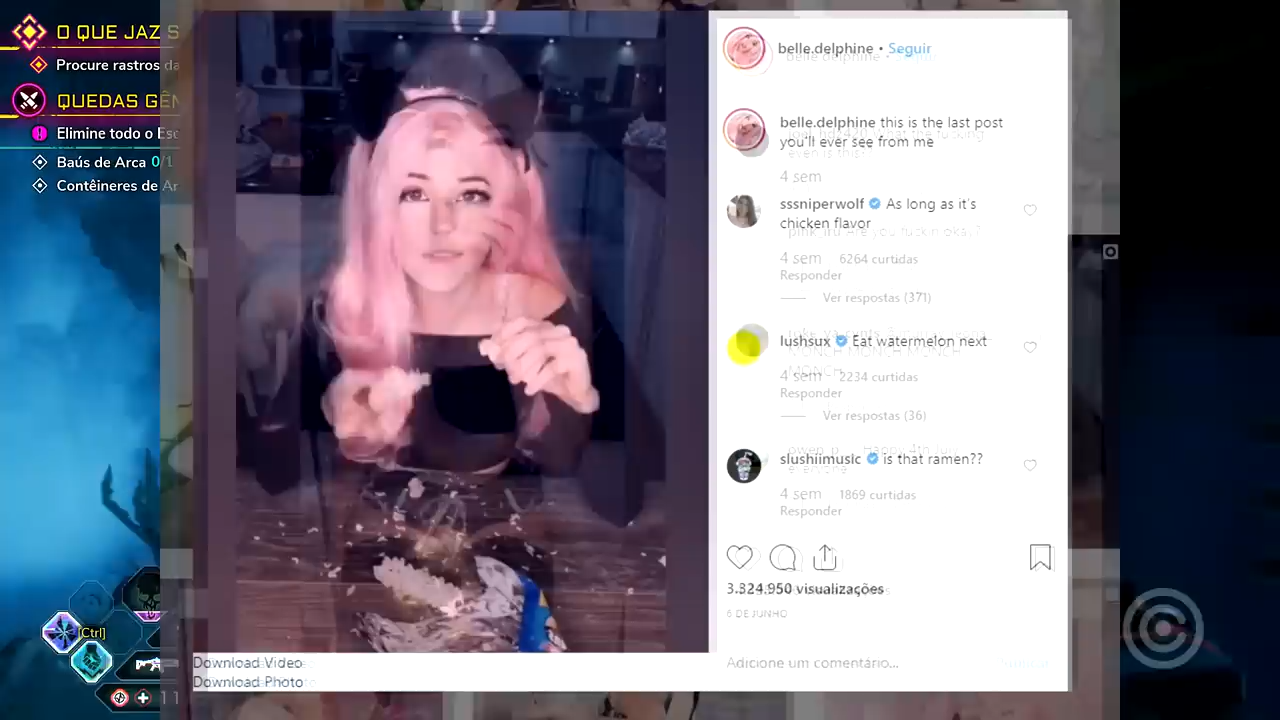 O QUE JAZ S
Procure rastros da
QUEDAS GÊN
Elimine todo o Esc
Baús de Arca 0/1
Contêineres de Ar
[Ctrl]
belle.delphine • Seguir
belle.delphine this is the last post
you'll ever see from me
4 sem
sssniperwolf As long as it's
chicken flavor
4 sem 6264 curtidas
Responder
Ver respostas (371)
lushsux Eat watermelon next
4 sem 2234 curtidas
Responder
Ver respostas (36)
slushiimusic is that ramen??
4 sem 1869 curtidas
Responder
3.324.950 visualizações
6 DE JUNHO
Adicione um comentário...
Download Video
Download Photo